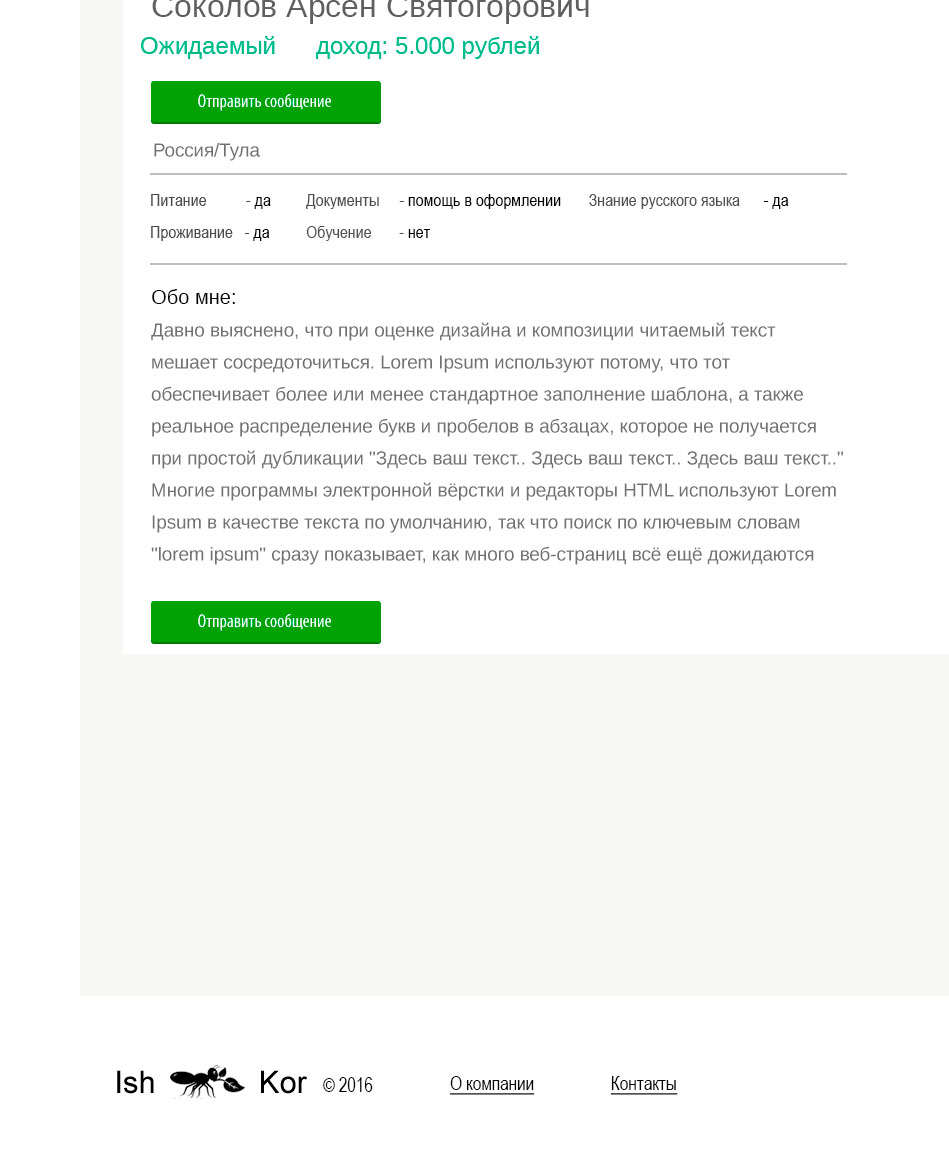 Соколов Арсен Святогорович
Ожидаемый доход: 5.000 рублей
Отправить сообщение
Россия/Тула
Питание - да Документы - помощь в оформлении Знание русского языка - да
Проживание - да Обучение - нет
Обо мне:
Давно выяснено, что при оценке дизайна и композиции читаемый текст
мешает сосредоточиться. Lorem Ipsum используют потому, что тот
обеспечивает более или менее стандартное заполнение шаблона, а также
реальное распределение букв и пробелов в абзацах, которое не получается
при простой дубликации "Здесь ваш текст.. Здесь ваш текст.. Здесь ваш текст.."
Многие программы электронной вёрстки и редакторы HTML используют Lorem
Ipsum в качестве текста по умолчанию, так что поиск по ключевым словам
"lorem ipsum" сразу показывает, как много веб-страниц всё ещё дожидаются
Отправить сообщение
Ish Kor © 2016 О компании Контакты